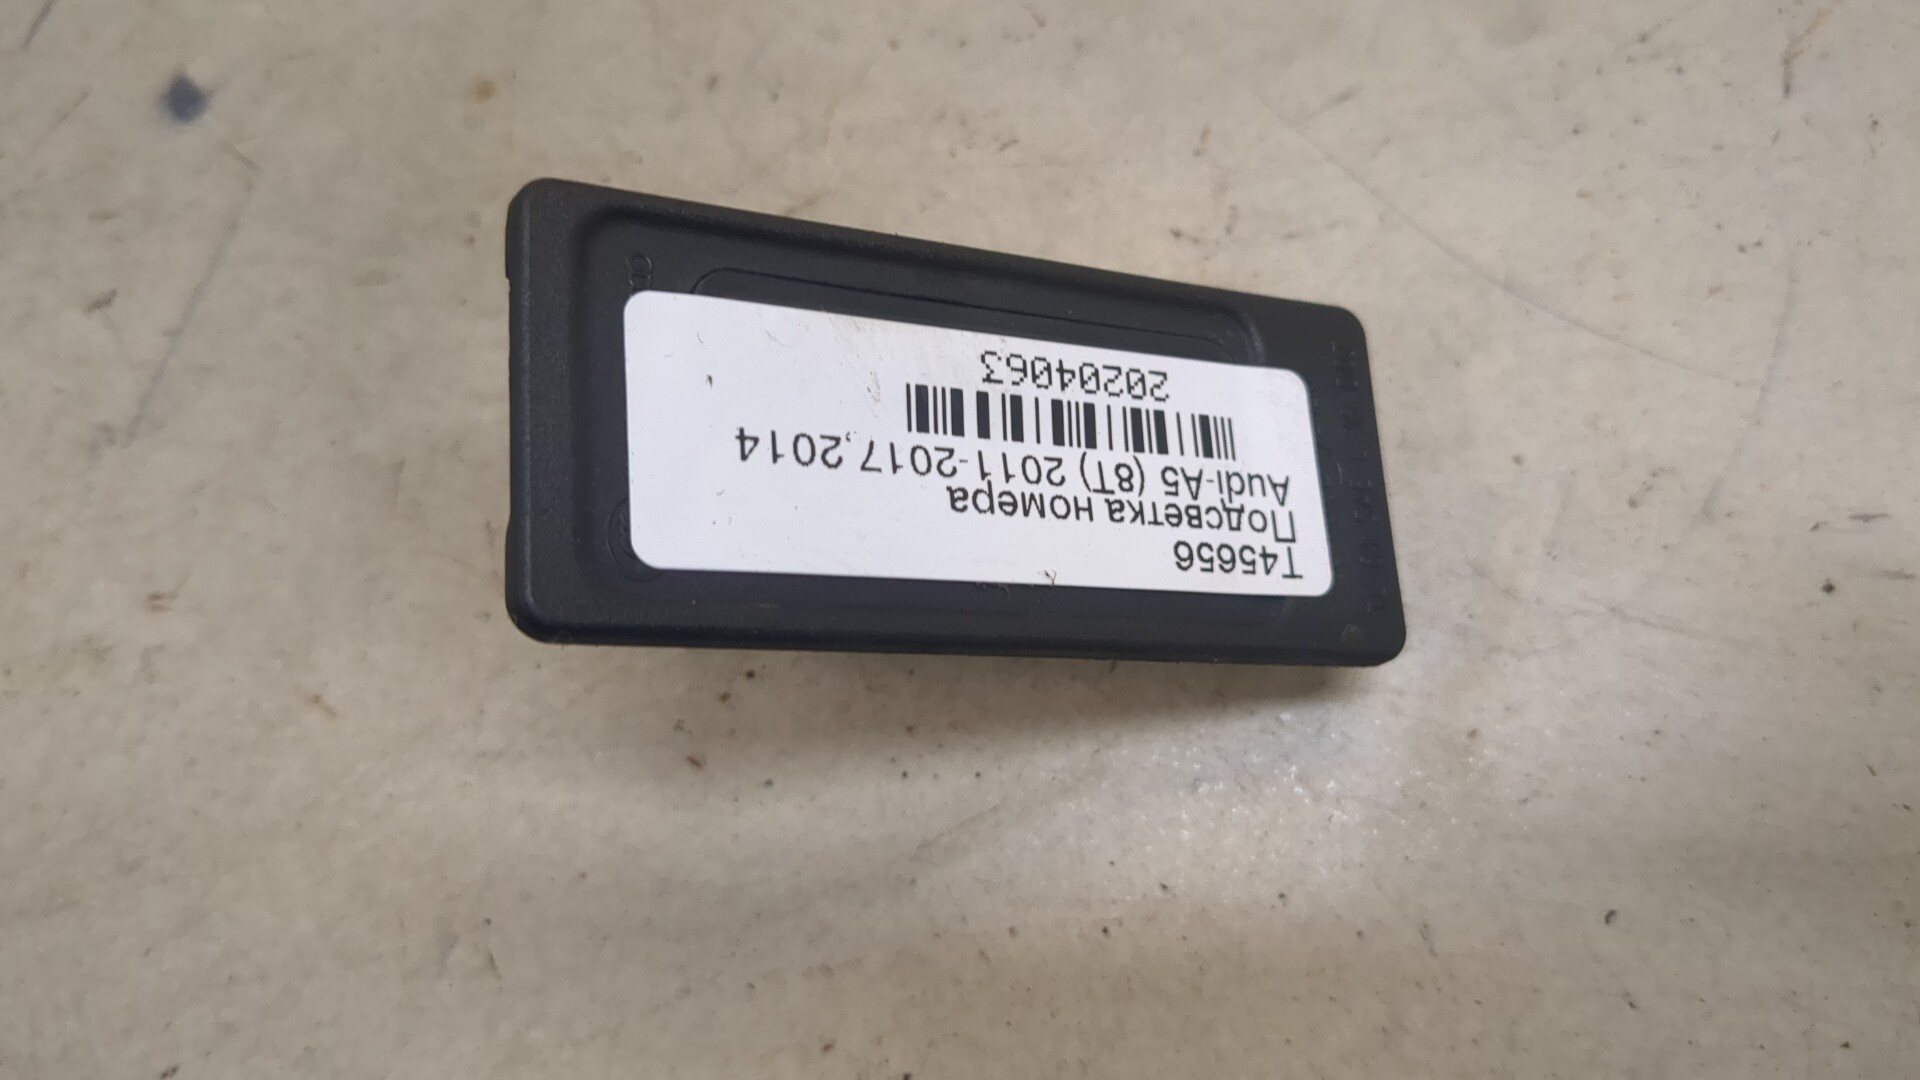 T45656
Подсветка номера
Audi-A5 (8T) 2011-2017,2014
20204063